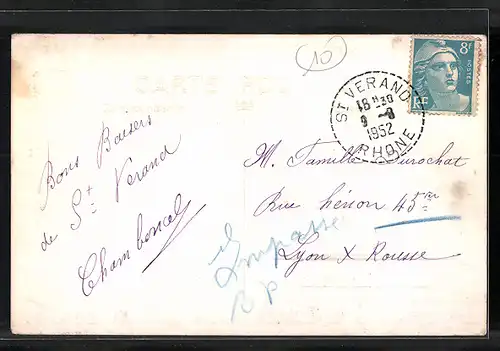 10
CARTE POSTALE
8F
POSTES
RF
ST VERAND
18H30
9 - 8
1952
RHONE
Bons Baisers
de St Verand
M. Famille Durochat
Rue hénon 45
Lyon X Rousse
Impasse